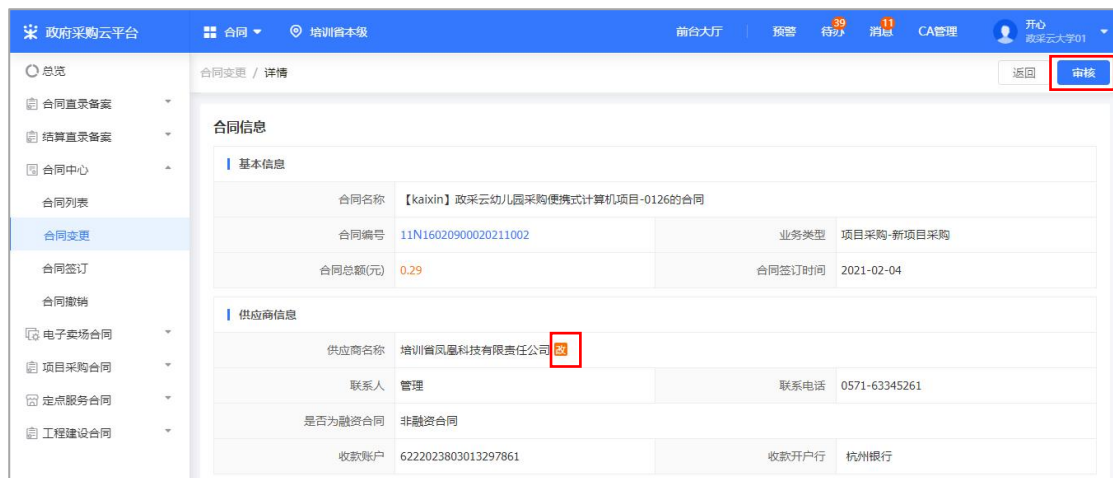 政府采购云平台 合同 培训省本级 前台大厅 预警 待办 39 消息 11 CA管理 开心
政采云大学01
总览
合同变更 / 详情 返回 审核
合同直录备案
结算直录备案
合同中心
合同列表
合同变更
合同签订
合同撤销
电子卖场合同
项目采购合同
定点服务合同
工程建设合同
合同信息
基本信息
合同名称 【kaixin】政采云幼儿园采购便携式计算机项目-0126的合同
合同编号 11N16020900020211002 业务类型 项目采购-新项目采购
合同总额(元) 0.29 合同签订时间 2021-02-04
供应商信息
供应商名称 培训省凤凰科技有限责任公司 改
联系人 管理 联系电话 0571-63345261
是否为融资合同 非融资合同
收款账户 6222023803013297861 收款开户行 杭州银行